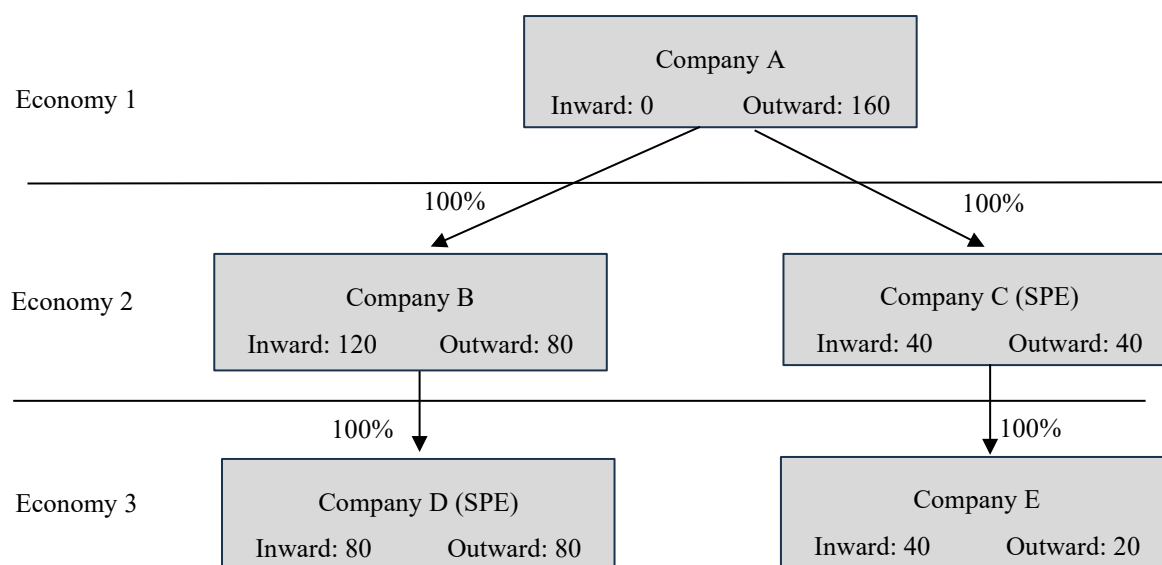 Company A
Economy 1
Inward: 0 Outward: 160
100% 100%
Economy 2
Company B
Inward: 120 Outward: 80
Company C (SPE)
Inward: 40 Outward: 40
100% 100%
Economy 3
Company D (SPE)
Inward: 80 Outward: 80
Company E
Inward: 40 Outward: 20